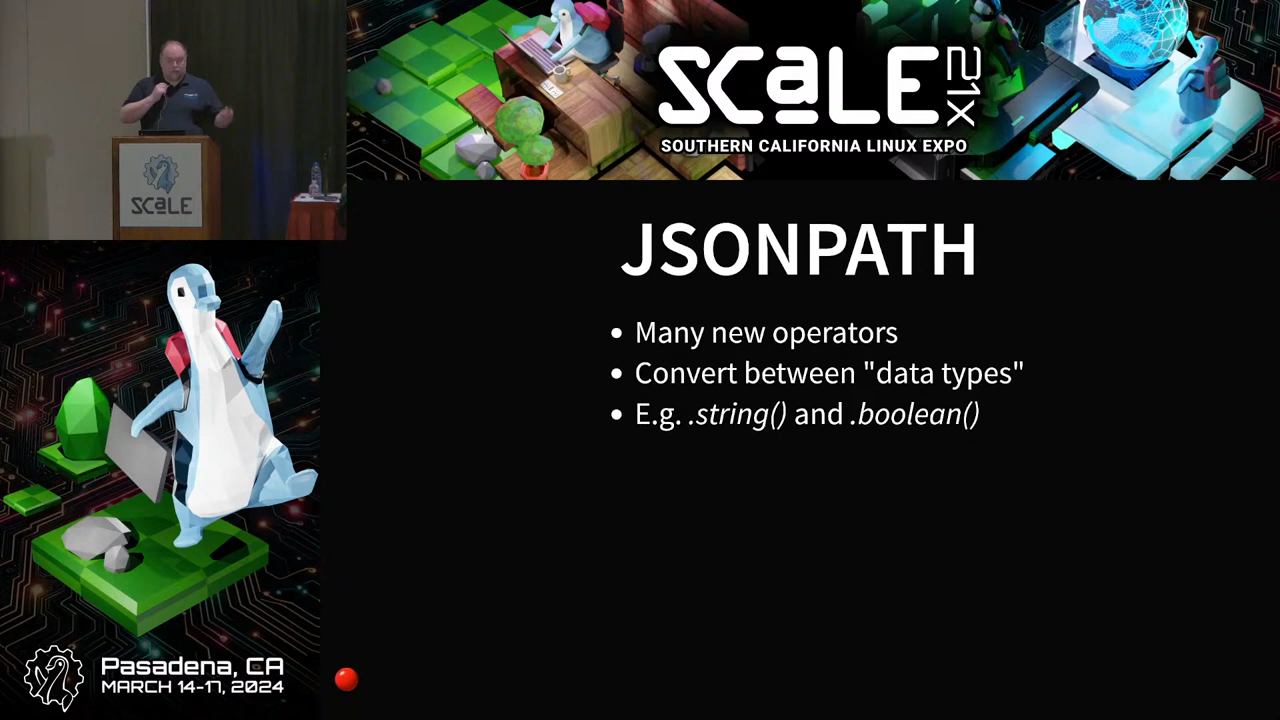 SCaLE 21x
SOUTHERN CALIFORNIA LINUX EXPO
SCaLE
JSONPATH
• Many new operators
• Convert between "data types"
• E.g. .string() and .boolean()
Pasadena, CA
MARCH 14-17, 2024